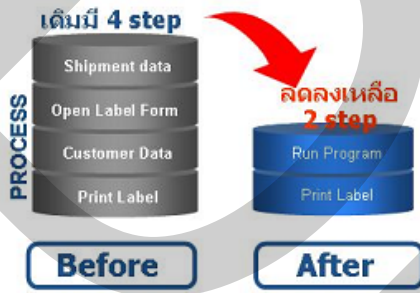 เดิมมี 4 step
Shipment data
Open Label Form
Customer Data
Print Label
PROCESS
ลดลงเหลือ
2 step
Run Program
Print Label
Before
After